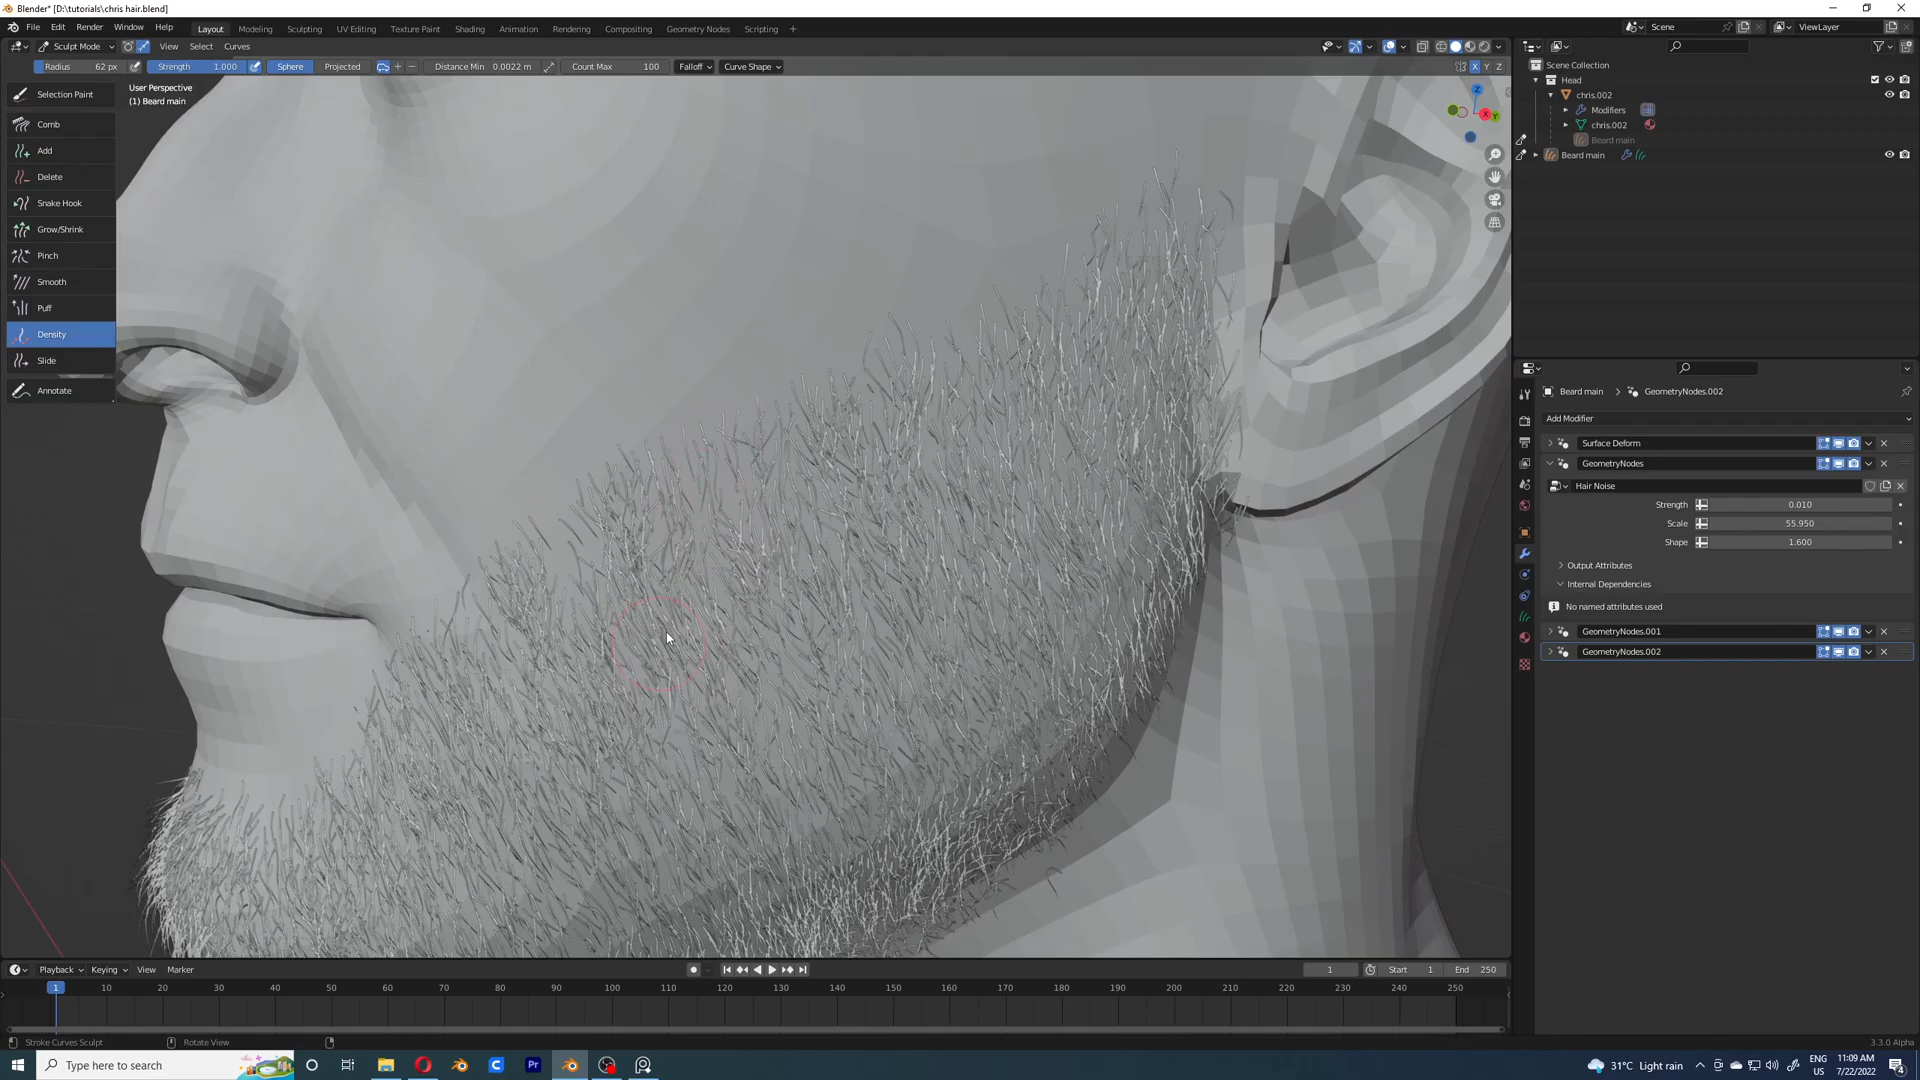 Blender* [D:\tutorials\chris hair.blend]
File Edit Render Window Help Layout Modeling Sculpting UV Editing Texture Paint Shading Animation Rendering Compositing Geometry Nodes Scripting + Scene ViewLayer
Sculpt Mode View Select Curves
Radius 62 px Strength 1.000 Sphere Projected Distance Min 0.0022 m Count Max 100 Falloff Curve Shape X Y Z
User Perspective
(1) Beard main
Selection Paint
Comb
Add
Delete
Snake Hook
Grow/Shrink
Pinch
Smooth
Puff
Density
Slide
Annotate
Z
X
Y
Scene Collection
Head
chris.002
Modifiers
chris.002
Beard main
Beard main
Beard main > GeometryNodes.002
Add Modifier
Surface Deform
GeometryNodes
Hair Noise
Strength 0.010
Scale 55.950
Shape 1.600
Output Attributes
Internal Dependencies
No named attributes used
GeometryNodes.001
GeometryNodes.002
Playback Keying View Marker 1 Start 1 End 250
1 10 20 30 40 50 60 70 80 90 100 110 120 130 140 150 160 170 180 190 200 210 220 230 240 250
Stroke Curves Sculpt Rotate View 3.3.0 Alpha
Type here to search
31°C Light rain
ENG
US
11:09 AM
7/22/2022
4